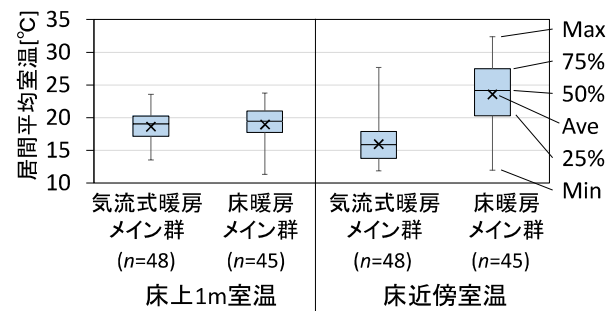 居間平均室温[℃]
35
30
25
20
15
10
Max
75%
50%
Ave
25%
Min
気流式暖房
メイン群
(n=48)
床暖房
メイン群
(n=45)
気流式暖房
メイン群
(n=48)
床暖房
メイン群
(n=45)
床上1m室温
床近傍室温